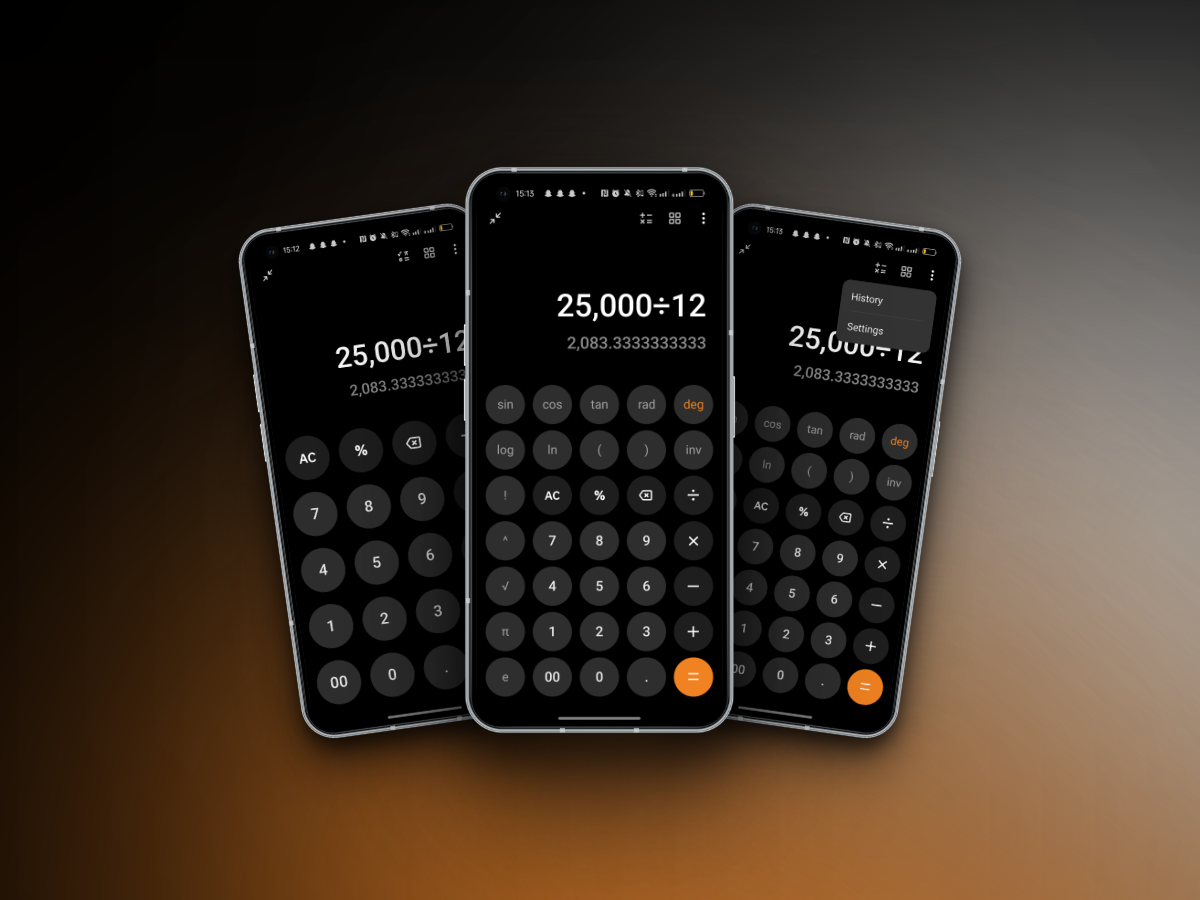 15:12
25,000÷12
2,083.3333333333
AC % 
7 8 9
4 5 6
1 2 3
00 0 .
15:13
25,000÷12
2,083.3333333333
sin cos tan rad deg
log ln ( ) inv
! AC % ÷
^ 7 8 9 ×
√ 4 5 6 −
π 1 2 3 +
e 00 0 . =
15:13
History
Settings
25,000÷12
2,083.3333333333
cos tan rad deg
ln ( ) inv
AC % ÷
7 8 9 ×
4 5 6 −
1 2 3 +
00 0 . =